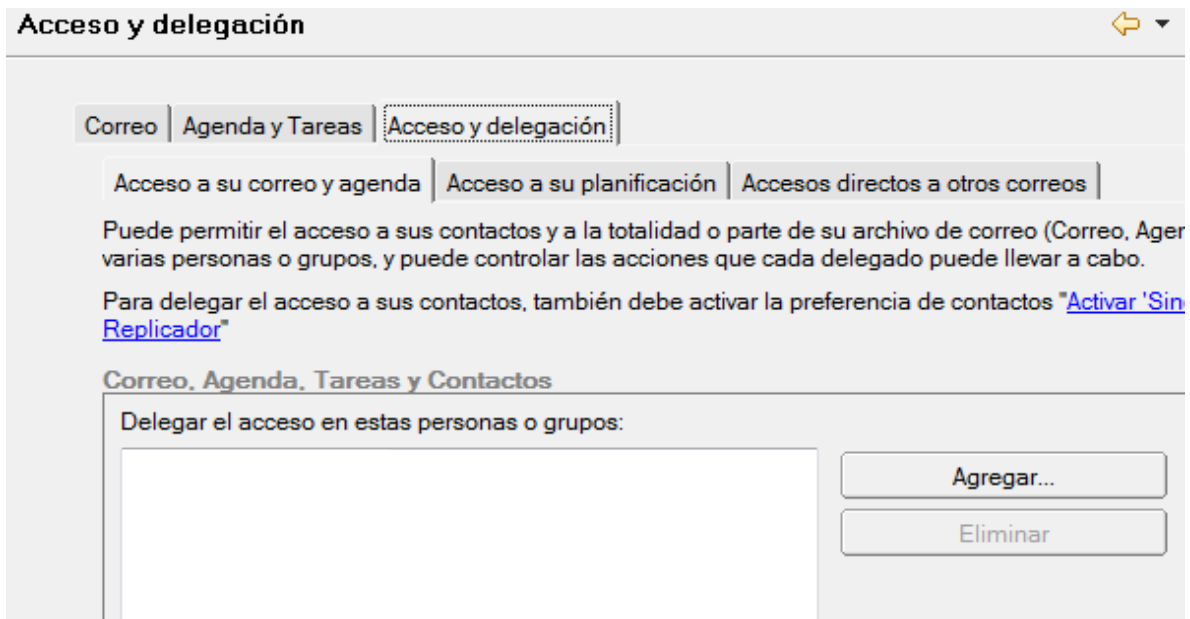 Acceso y delegación
Correo Agenda y Tareas Acceso y delegación
Acceso a su correo y agenda Acceso a su planificación Accesos directos a otros correos
Puede permitir el acceso a sus contactos y a la totalidad o parte de su archivo de correo (Correo,
varias personas o grupos, y puede controlar las acciones que cada delegado puede llevar a cabo.
Para delegar el acceso a sus contactos, también debe activar la preferencia de contactos "Activar
Replicador"
Correo, Agenda, Tareas y Contactos
Delegar el acceso en estas personas o grupos:
Agregar...
Eliminar